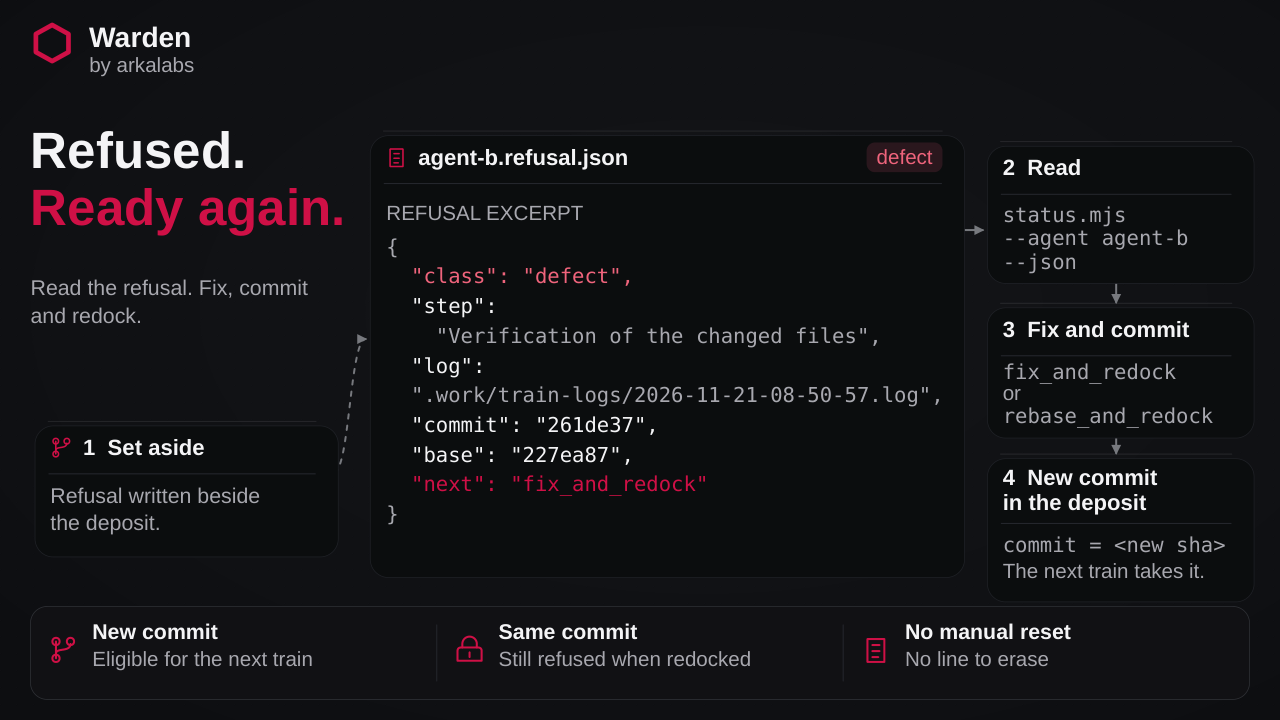 Warden
by arkalabs
Refused.
Ready again.
Read the refusal. Fix, commit
and redock.
1 Set aside
Refusal written beside
the deposit.
agent-b.refusal.json
defect
REFUSAL EXCERPT
{
"class": "defect",
"step":
"Verification of the changed files",
"log":
".work/train-logs/2026-11-21-08-50-57.log",
"commit": "261de37",
"base": "227ea87",
"next": "fix_and_redock"
}
2 Read
status.mjs
--agent agent-b
--json
3 Fix and commit
fix_and_redock
or
rebase_and_redock
4 New commit
in the deposit
commit = <new sha>
The next train takes it.
New commit
Eligible for the next train
Same commit
Still refused when redocked
No manual reset
No line to erase